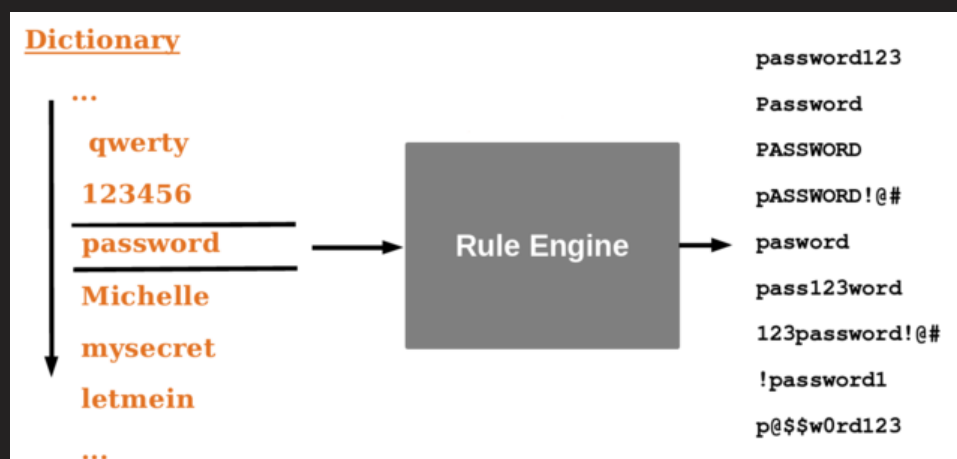 Dictionary
...
qwerty
123456
password
Michelle
mysecret
letmein
...
Rule Engine
password123
Password
PASSWORD
pASSWORD!@#
pasword
pass123word
123password!@#
!password1
p@$$w0rd123